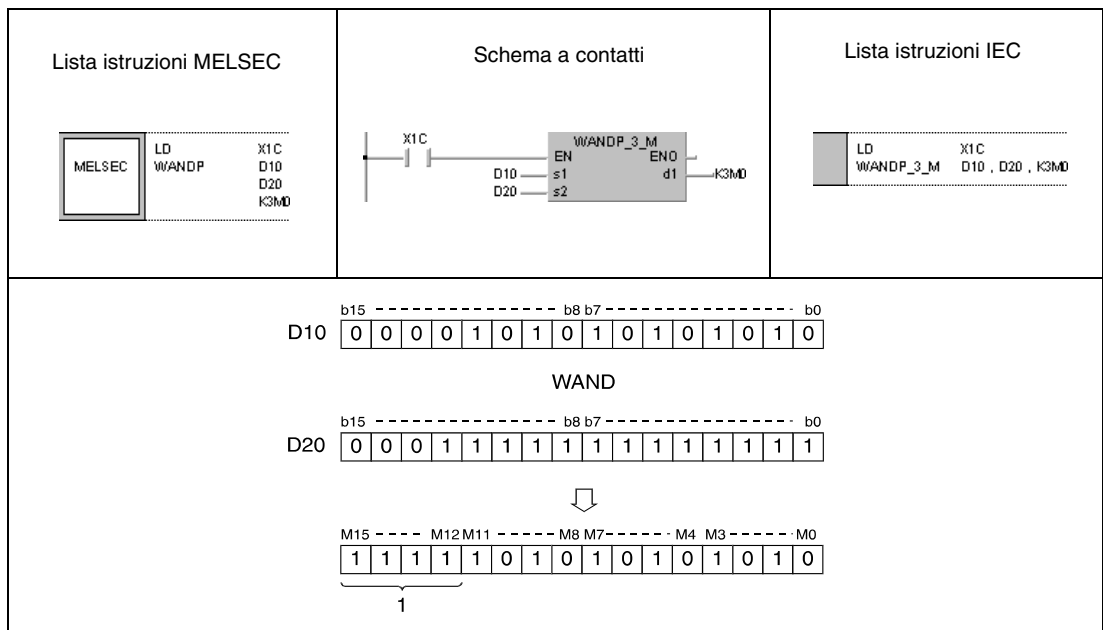 Lista istruzioni MELSEC
MELSEC
LD X1C
WANDP D10
D20
K3M0
Schema a contatti
X1C
WANDP_3_M
EN ENO
D10 s1 d1 K3M0
D20 s2
Lista istruzioni IEC
LD X1C
WANDP_3_M D10 , D20 , K3M0
b15 b8 b7 b0
D10 0 0 0 0 1 0 1 0 1 0 1 0 1 0 1 0
WAND
b15 b8 b7 b0
D20 0 0 0 1 1 1 1 1 1 1 1 1 1 1 1 1
M15 M12 M11 M8 M7 M4 M3 M0
1 1 1 1 1 0 1 0 1 0 1 0 1 0 1 0
1